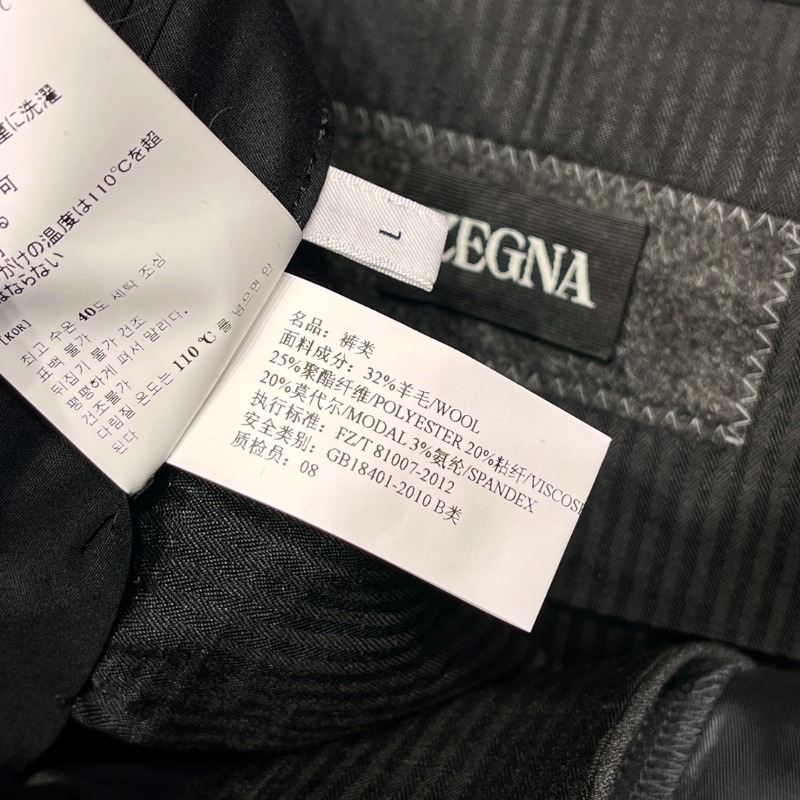 C
里に洗濯
可
る
がけの温度は110℃を超
はならない
[KOR]
최고 수온 40도 세탁 조심
표백 불가
뒤집기 불가 건조
평평하게 펴서 말리다.
건조불가
다림질 온도는 110℃를 넘으면 안
된다
L
ZEGNA
名品：裤类
面料成分：32%羊毛/WOOL
25%聚酯纤维/POLYESTER 20%粘纤/VISCOSE
20%莫代尔/MODAL 3%氨纶/SPANDEX
执行标准：FZ/T 81007-2012
安全类别：GB18401-2010 B类
质检员：08